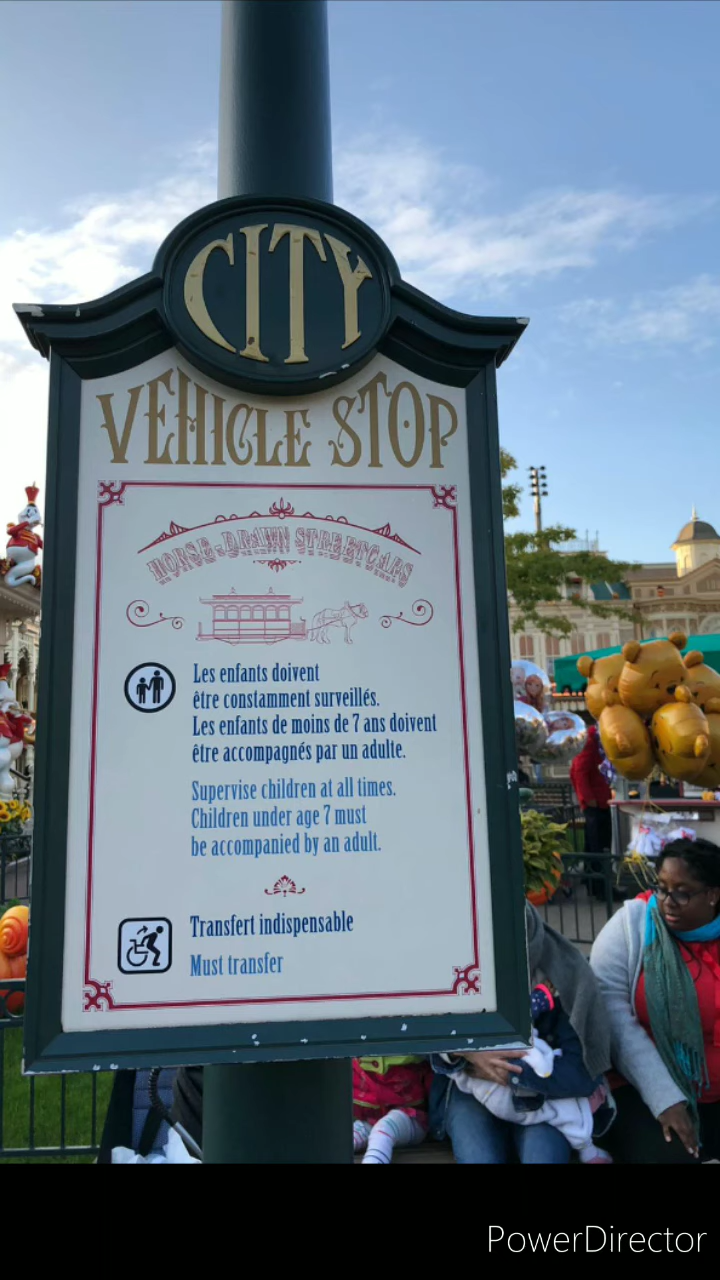 CITY
VEHICLE STOP
HORSE-DRAWN STREETCARS
Les enfants doivent
être constamment surveillés.
Les enfants de moins de 7 ans doivent
être accompagnés par un adulte.
Supervise children at all times.
Children under age 7 must
be accompanied by an adult.
Transfert indispensable
Must transfer
PowerDirector